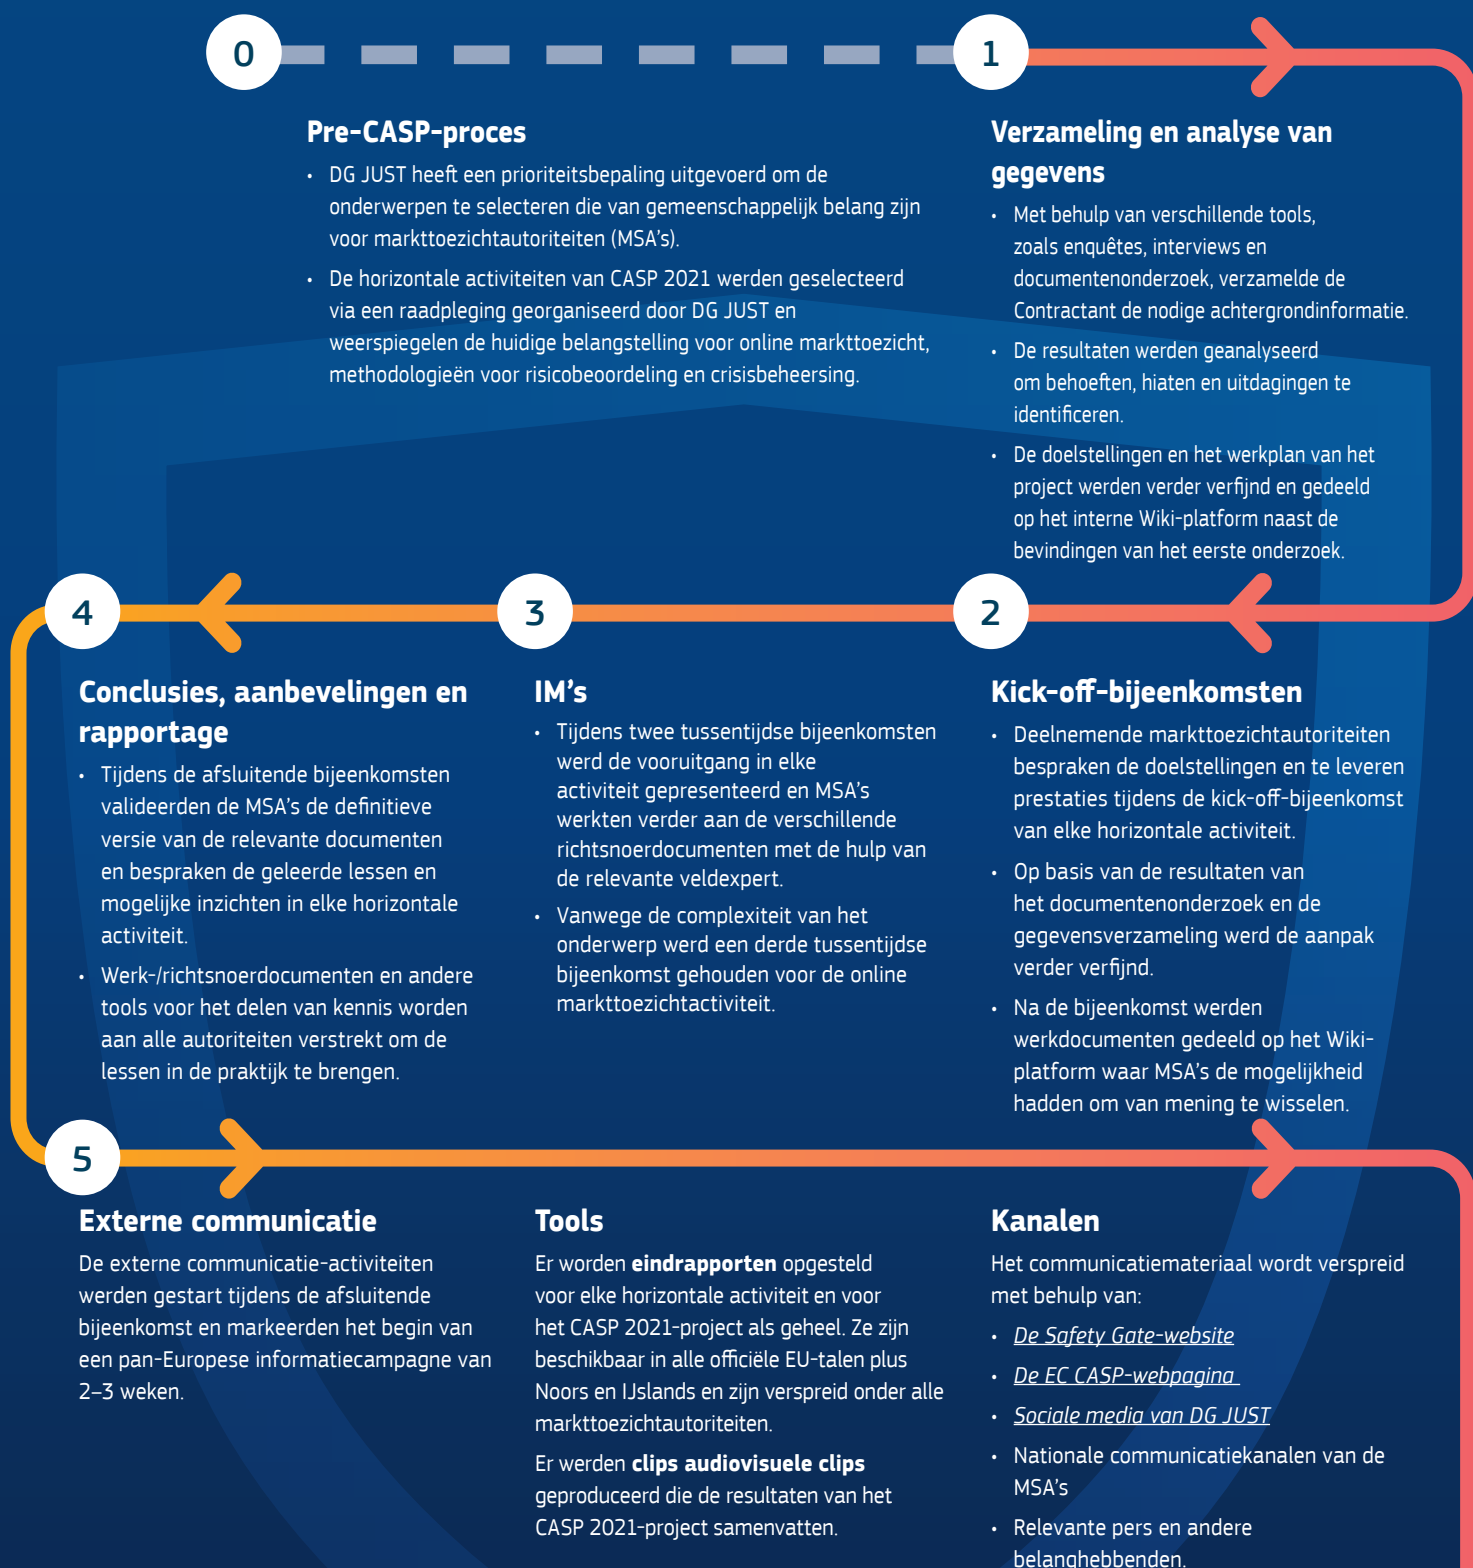 0
Pre-CASP-proces
• DG JUST heeft een prioriteitsbepaling uitgevoerd om de
onderwerpen te selecteren die van gemeenschappelijk belang zijn
voor markttoezichtautoriteiten (MSA’s).
• De horizontale activiteiten van CASP 2021 werden geselecteerd
via een raadpleging georganiseerd door DG JUST en
weerspiegelen de huidige belangstelling voor online markttoezicht,
methodologieën voor risicobeoordeling en crisisbeheersing.
1
Verzameling en analyse van
gegevens
• Met behulp van verschillende tools,
zoals enquêtes, interviews en
documentenonderzoek, verzamelde de
Contractant de nodige achtergrondinformatie.
• De resultaten werden geanalyseerd
om behoeften, hiaten en uitdagingen te
identificeren.
• De doelstellingen en het werkplan van het
project werden verder verfijnd en gedeeld
op het interne Wiki-platform naast de
bevindingen van het eerste onderzoek.
2
Kick-off-bijeenkomsten
• Deelnemende markttoezichtautoriteiten
bespraken de doelstellingen en te leveren
prestaties tijdens de kick-off-bijeenkomst
van elke horizontale activiteit.
• Op basis van de resultaten van
het documentenonderzoek en de
gegevensverzameling werd de aanpak
verder verfijnd.
• Na de bijeenkomst werden
werkdocumenten gedeeld op het Wiki-
platform waar MSA’s de mogelijkheid
hadden om van mening te wisselen.
3
IM’s
• Tijdens twee tussentijdse bijeenkomsten
werd de vooruitgang in elke
activiteit gepresenteerd en MSA’s
werkten verder aan de verschillende
richtsnoerdocumenten met de hulp van
de relevante veldexpert.
• Vanwege de complexiteit van het
onderwerp werd een derde tussentijdse
bijeenkomst gehouden voor de online
markttoezichtactiviteit.
4
Conclusies, aanbevelingen en
rapportage
• Tijdens de afsluitende bijeenkomsten
valideerden de MSA’s de definitieve
versie van de relevante documenten
en bespraken de geleerde lessen en
mogelijke inzichten in elke horizontale
activiteit.
• Werk-/richtsnoerdocumenten en andere
tools voor het delen van kennis worden
aan alle autoriteiten verstrekt om de
lessen in de praktijk te brengen.
5
Externe communicatie
De externe communicatie-activiteiten
werden gestart tijdens de afsluitende
bijeenkomst en markeerden het begin van
een pan-Europese informatiecampagne van
2–3 weken.
Tools
Er worden eindrapporten opgesteld
voor elke horizontale activiteit en voor
het CASP 2021-project als geheel. Ze zijn
beschikbaar in alle officiële EU-talen plus
Noors en IJslands en zijn verspreid onder alle
markttoezichtautoriteiten.
Er werden clips audiovisuele clips
geproduceerd die de resultaten van het
CASP 2021-project samenvatten.
Kanalen
Het communicatiemateriaal wordt verspreid
met behulp van:
• De Safety Gate-website
• De EC CASP-webpagina
• Sociale media van DG JUST
• Nationale communicatiekanalen van de
MSA’s
• Relevante pers en andere
belanghebbenden.